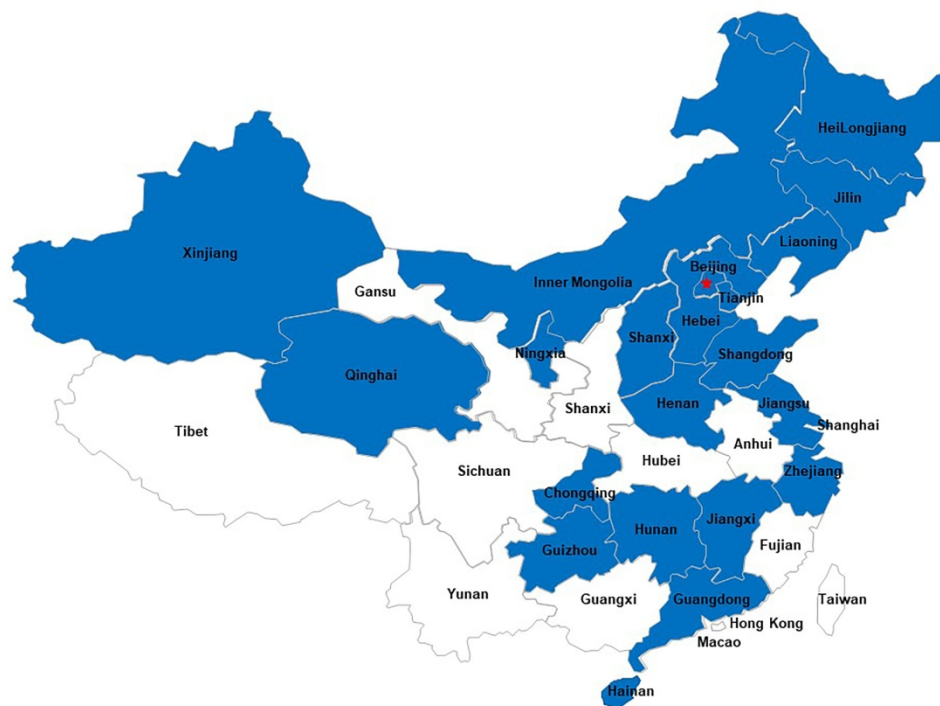 HeiLongjiang
Jilin
Liaoning
Xinjiang
Beijing
Inner Mongolia
Gansu
Tianjin
Hebei
Shanxi
Ningxia
Shangdong
Qinghai
Henan
Jiangsu
Shanxi
Shanghai
Tibet
Anhui
Hubei
Sichuan
Zhejiang
Chongqing
Jiangxi
Hunan
Guizhou
Fujian
Yunan
Guangxi
Guangdong
Taiwan
Hong Kong
Macao
Hainan